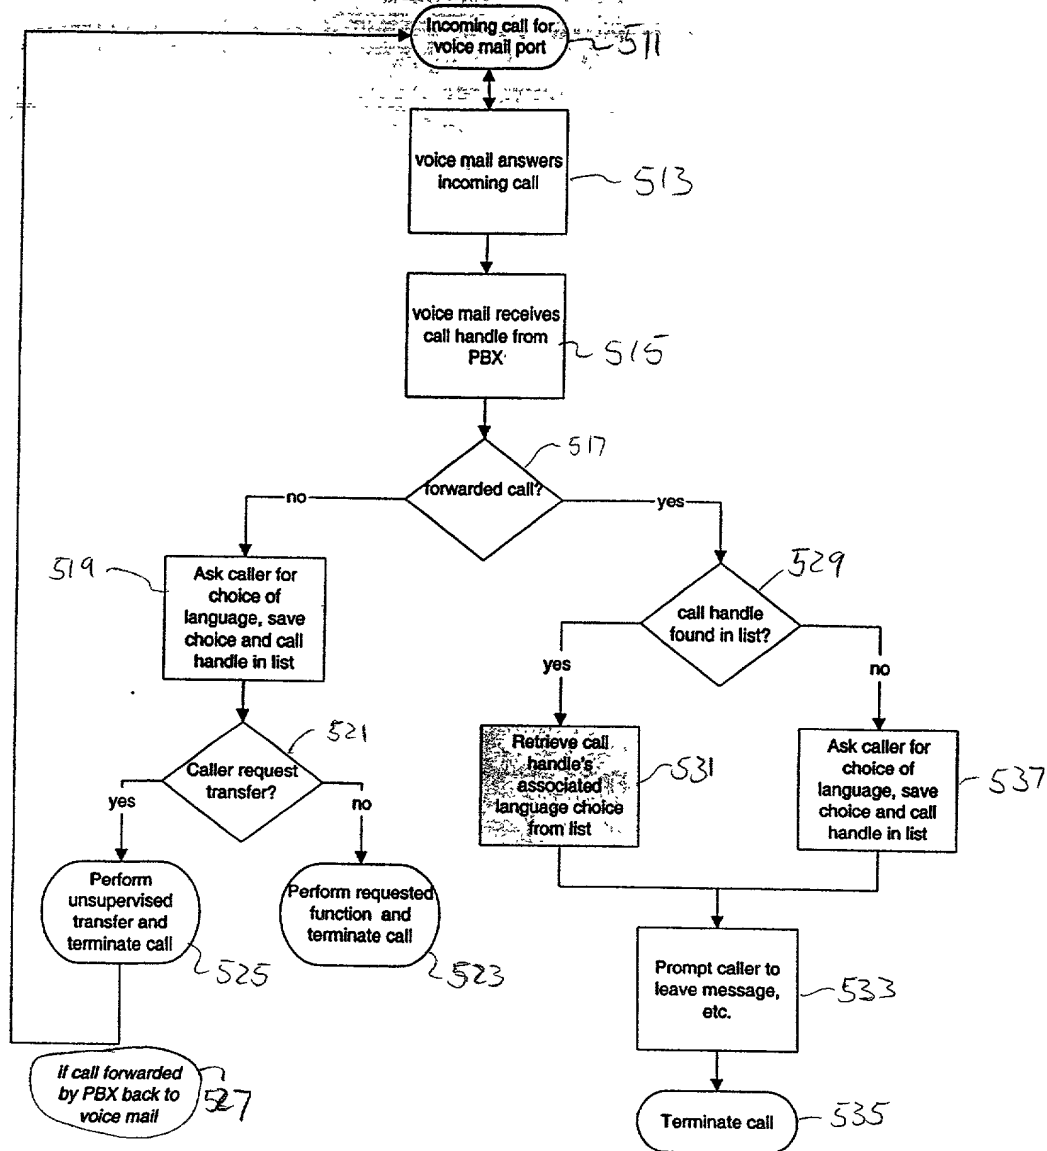 Incoming call for
voice mail port
511
voice mail answers
incoming call
513
voice mail receives
call handle from
PBX
515
517
forwarded call?
no
yes
519
Ask caller for
choice of
language, save
choice and call
handle in list
529
call handle
found in list?
yes
no
521
Caller request
transfer?
yes
no
Retrieve call
handle's
associated
language choice
from list
531
Ask caller for
choice of
language, save
choice and call
handle in list
537
Perform
unsupervised
transfer and
terminate call
525
Perform requested
function and
terminate call
523
Prompt caller to
leave message,
etc.
533
if call forwarded
by PBX back to
voice mail
527
Terminate call
535